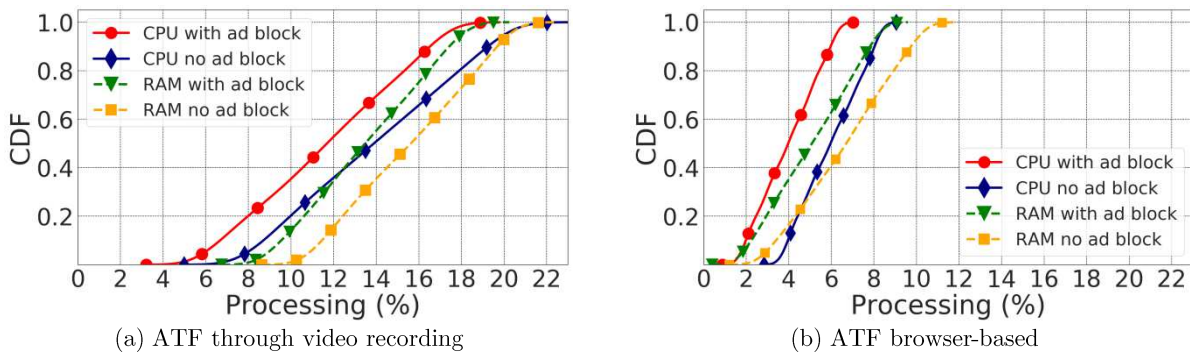 1.0
0.8
0.6
0.4
0.2
CDF
CPU with ad block
CPU no ad block
RAM with ad block
RAM no ad block
0 2 4 6 8 10 12 14 16 18 20 22
Processing (%)
(a) ATF through video recording
1.0
0.8
0.6
0.4
0.2
CDF
CPU with ad block
CPU no ad block
RAM with ad block
RAM no ad block
0 2 4 6 8 10 12 14 16 18 20 22
Processing (%)
(b) ATF browser-based